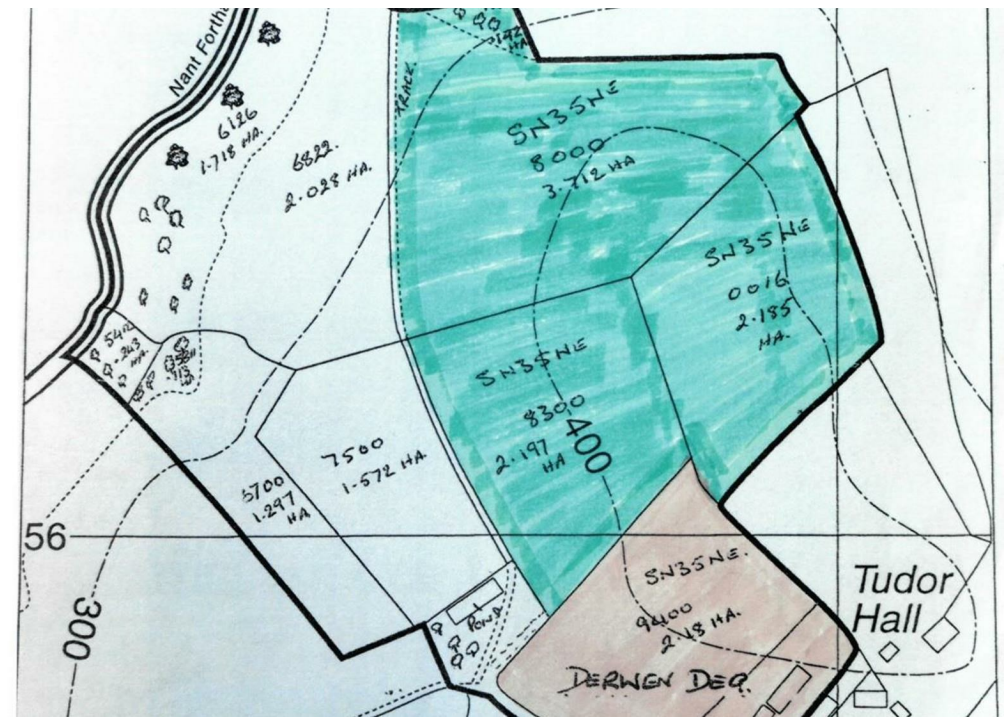 Nant Forth
.192
HA
TRACK.
6126
1.718 HA.
6822.
2.028 HA.
SN35NE
8000
3.712 HA
SN35NE
0016
2.185
HA.
SN35NE
8300
2.197
HA
400
7500
1.572 HA.
1.297
HA
56
300
POND
SN35NE.
9400
2.18 HA.
DERWEN DEG.
Tudor
Hall